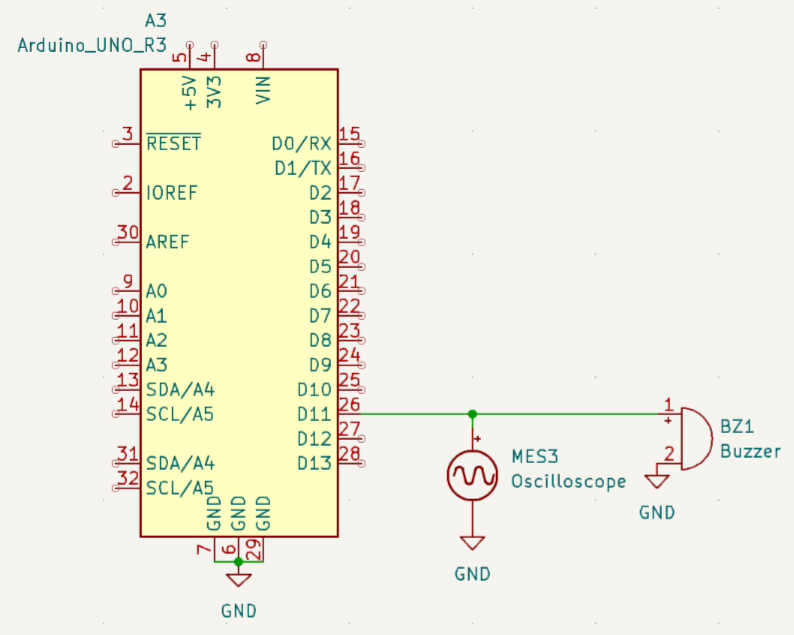 A3
Arduino_UNO_R3
5 4 8
+5V 3V3 VIN
3 RESET D0/RX 15
D1/TX 16
2 IOREF D2 17
D3 18
30 AREF D4 19
D5 20
9 A0 D6 21
10 A1 D7 22
11 A2 D8 23
12 A3 D9 24
13 SDA/A4 D10 25
14 SCL/A5 D11 26
D12 27
31 SDA/A4 D13 28
32 SCL/A5
GND GND GND
7 6 29
GND
+
MES3
Oscilloscope
GND
1
+
2
BZ1
Buzzer
GND